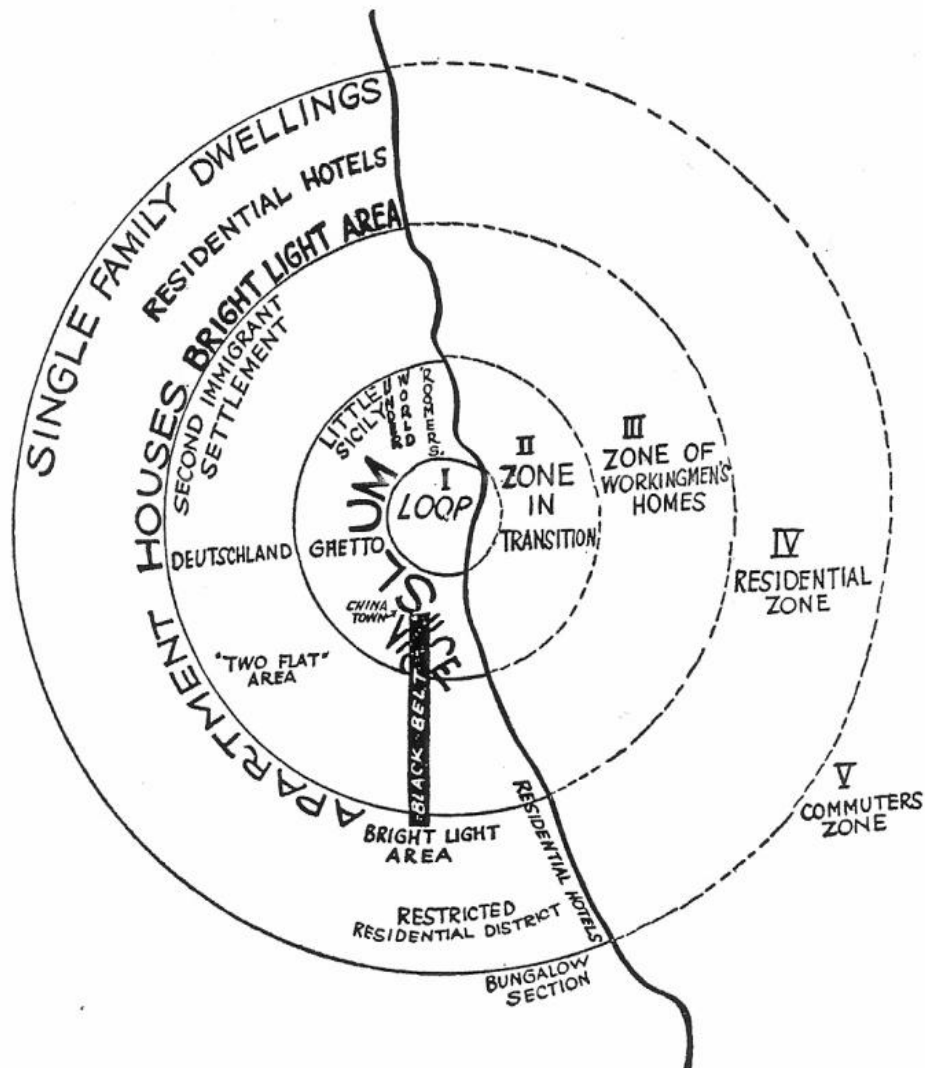 SINGLE FAMILY DWELLINGS
RESIDENTIAL HOTELS
BRIGHT LIGHT AREA
SECOND IMMIGRANT
SETTLEMENT
APARTMENT HOUSES
LITTLE
SICILY
UNDER
WORLD
ROOMERS.
I
LOOP
II
ZONE
IN
TRANSITION
III
ZONE OF
WORKINGMEN'S
HOMES
IV
RESIDENTIAL
ZONE
V
COMMUTERS
ZONE
DEUTSCHLAND
GHETTO
SLUM
CHINA
TOWN
VICE
"TWO FLAT"
AREA
BLACK BELT
BRIGHT LIGHT
AREA
RESIDENTIAL HOTELS
RESTRICTED
RESIDENTIAL DISTRICT
BUNGALOW
SECTION